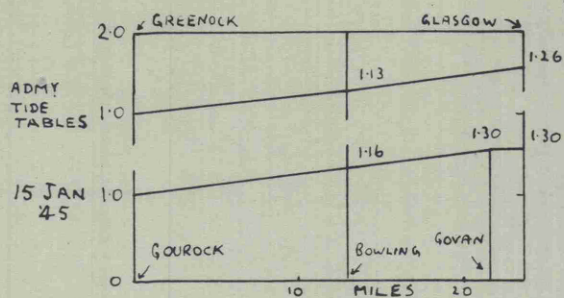 GREENOCK
GLASGOW
2.0
1.26
ADMY
TIDE
TABLES
1.13
1.0
1.30
1.30
1.16
15 JAN
'45
1.0
GOUROCK
BOWLING
GOVAN
0
10
MILES
20